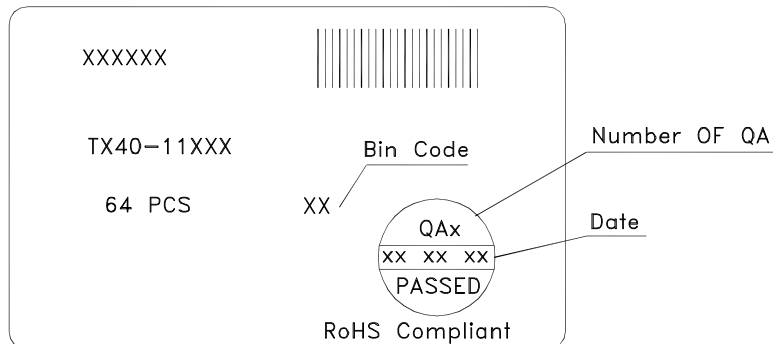 XXXXXX
TX40-11XXX
Bin Code
Number OF QA
64 PCS
XX
QAx
Date
XX XX XX
PASSED
RoHS Compliant